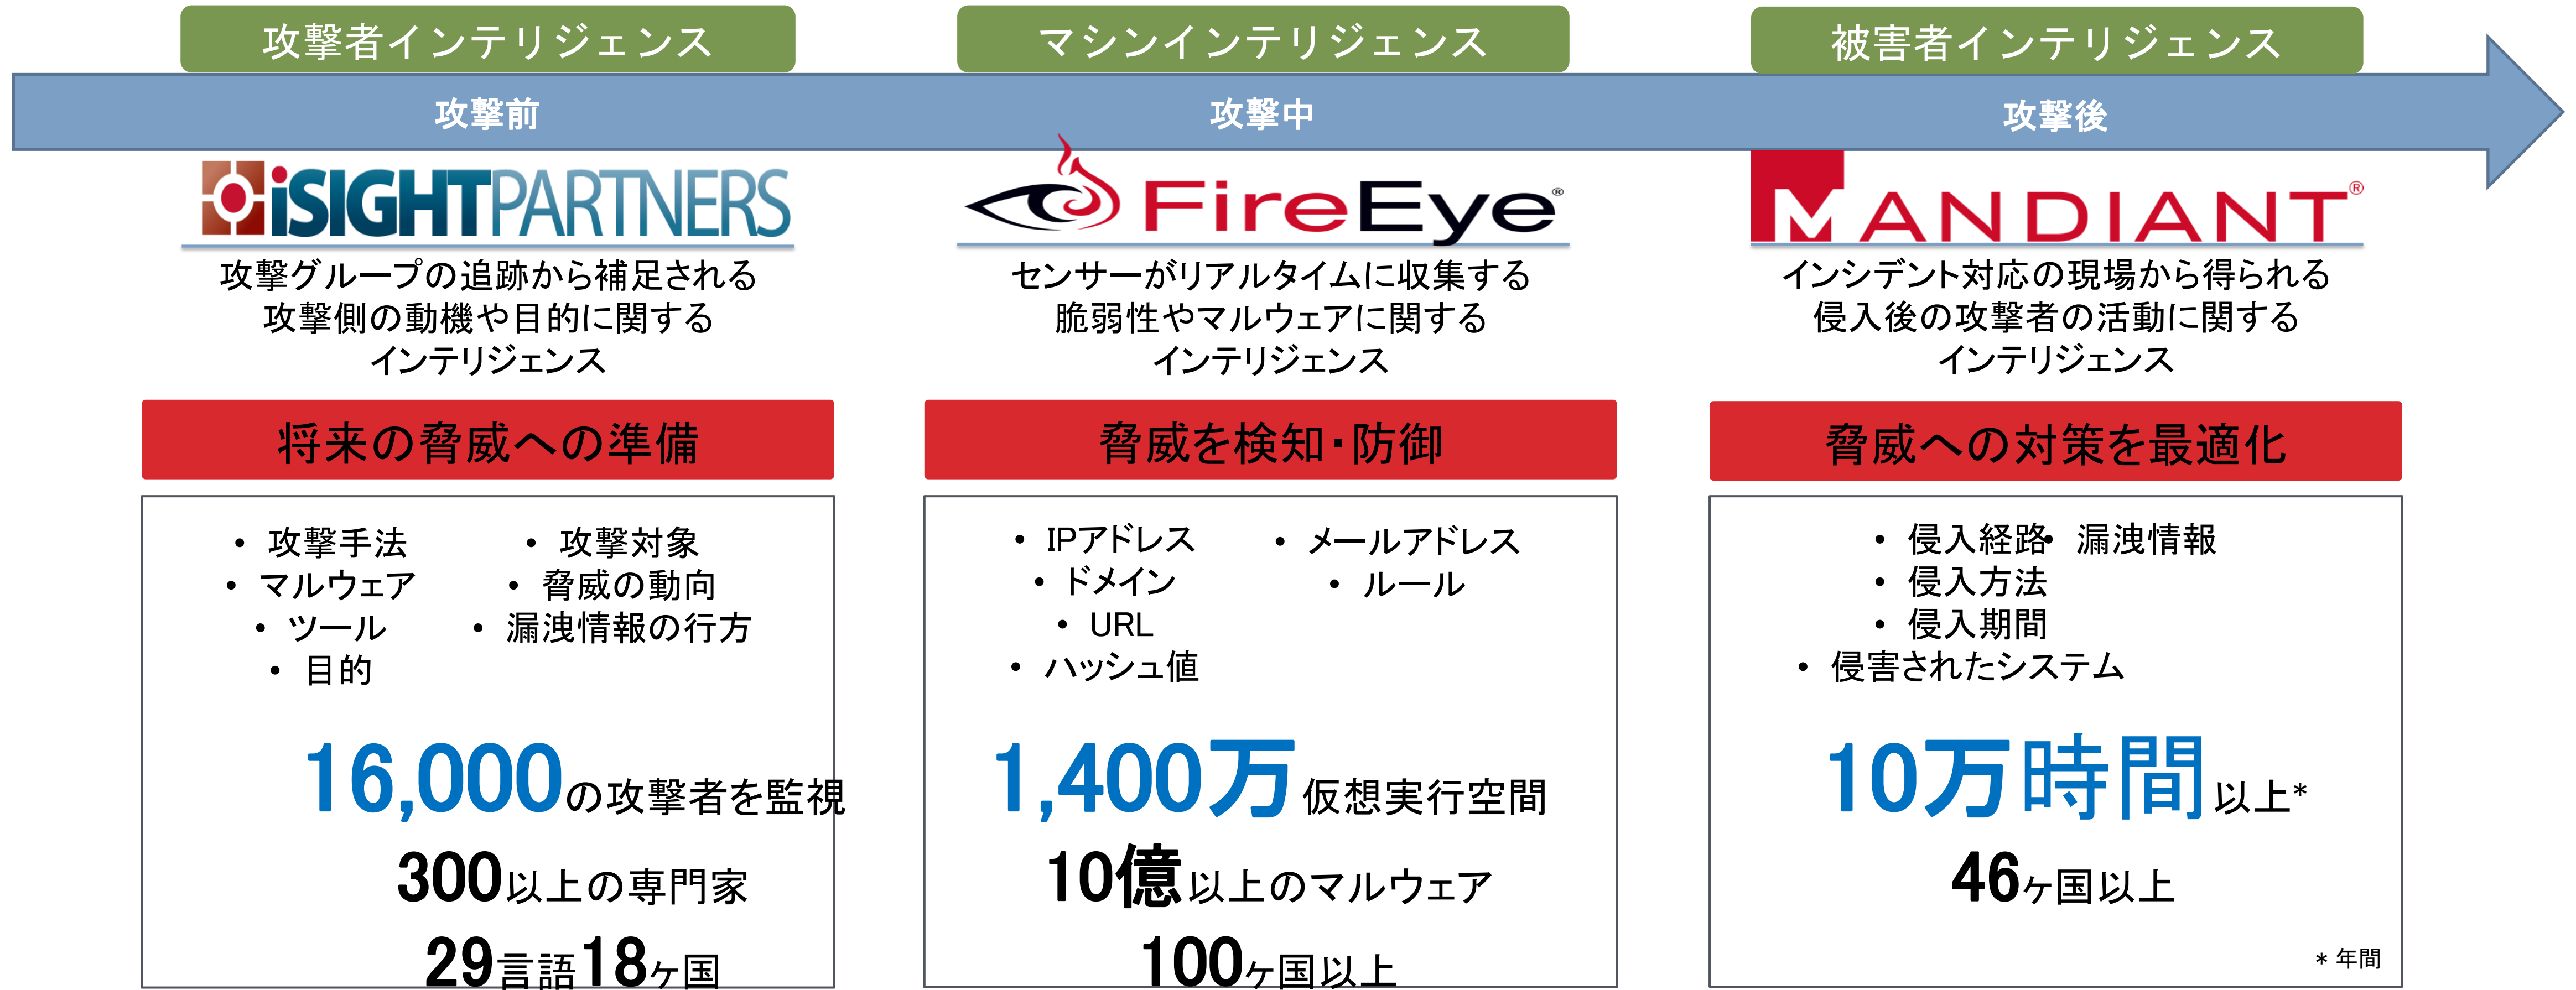 攻撃者インテリジェンス
マシンインテリジェンス
被害者インテリジェンス
攻撃前
攻撃中
攻撃後
iSIGHTPARTNERS
攻撃グループの追跡から補足される
攻撃側の動機や目的に関する
インテリジェンス
FireEye®
センサーがリアルタイムに収集する
脆弱性やマルウェアに関する
インテリジェンス
MANDIANT®
インシデント対応の現場から得られる
侵入後の攻撃者の活動に関する
インテリジェンス
将来の脅威への準備
• 攻撃手法
• マルウェア
• ツール
• 目的
• 攻撃対象
• 脅威の動向
• 漏洩情報の行方
16,000の攻撃者を監視
300以上の専門家
29言語18ヶ国
脅威を検知・防御
• IPアドレス
• ドメイン
• URL
• ハッシュ値
• メールアドレス
• ルール
1,400万仮想実行空間
10億以上のマルウェア
100ヶ国以上
脅威への対策を最適化
• 侵入経路
• 侵入方法
• 侵入期間
• 侵害されたシステム
• 漏洩情報
10万時間以上*
46ヶ国以上
* 年間